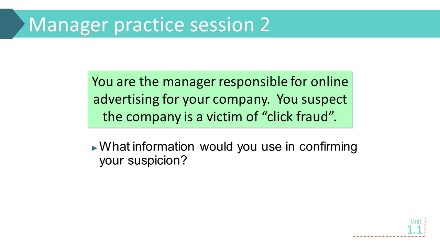 Manager practice session 2
You are the manager responsible for online
advertising for your company.  You suspect
the company is a victim of “click fraud”.
►What information would you use in confirming
your suspicion?
Unit
1.1